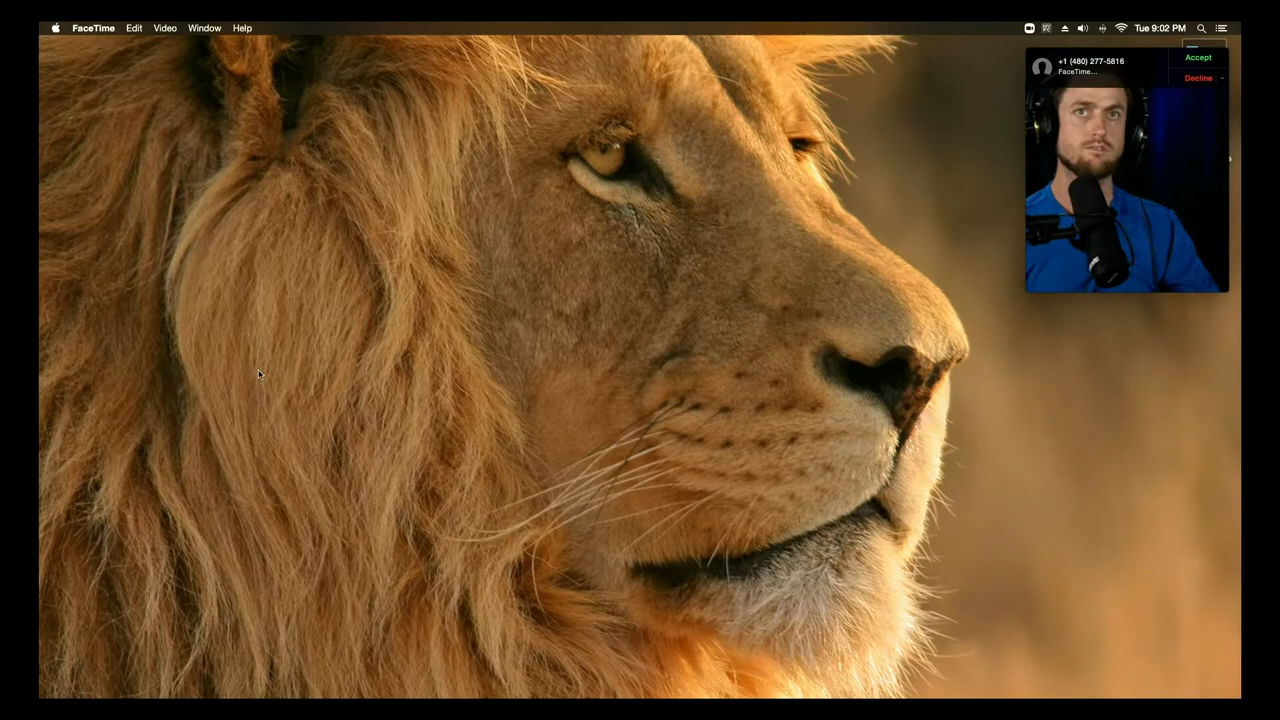 FaceTime Edit Video Window Help Tue 9:02 PM
+1 (480) 277-5816 Accept
FaceTime...
Decline